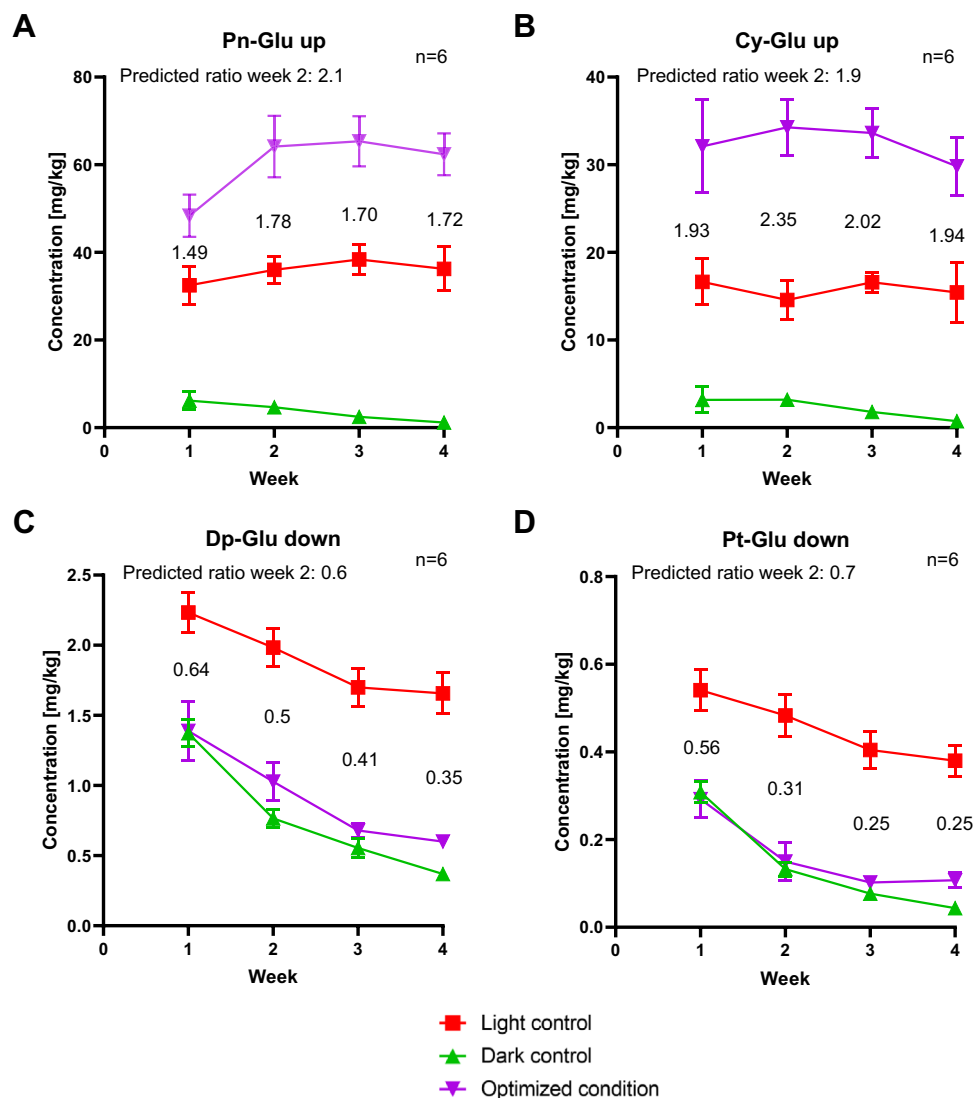 A
Pn-Glu up
n=6
Predicted ratio week 2: 2.1
Concentration [mg/kg]
80
60
40
20
0
1.49
1.78
1.70
1.72
0
1
2
3
4
Week
B
Cy-Glu up
n=6
Predicted ratio week 2: 1.9
Concentration [mg/kg]
40
30
20
10
0
1.93
2.35
2.02
1.94
0
1
2
3
4
Week
C
Dp-Glu down
n=6
Predicted ratio week 2: 0.6
Concentration [mg/kg]
2.5
2.0
1.5
1.0
0.5
0.0
0.64
0.5
0.41
0.35
0
1
2
3
4
Week
D
Pt-Glu down
n=6
Predicted ratio week 2: 0.7
Concentration [mg/kg]
0.8
0.6
0.4
0.2
0.0
0.56
0.31
0.25
0.25
0
1
2
3
4
Week
Light control
Dark control
Optimized condition